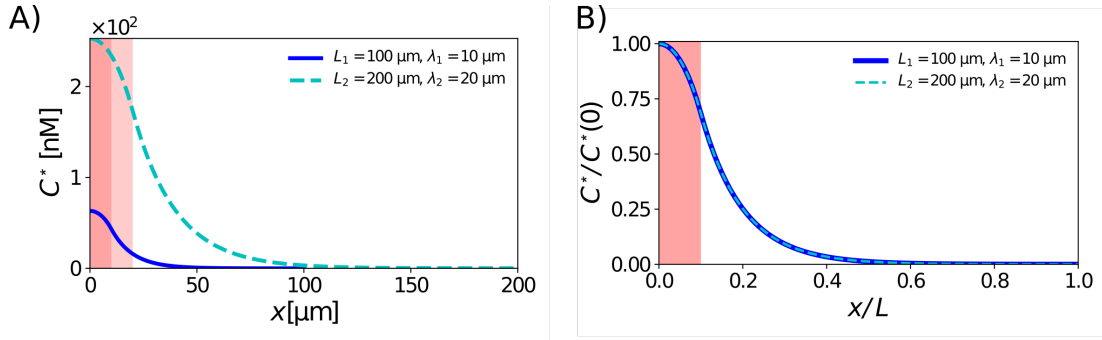 A)
×10²
L₁ = 100 μm, λ₁ = 10 μm
L₂ = 200 μm, λ₂ = 20 μm
C* [nM]
2
1
0
0 50 100 150 200
x[μm]
B)
1.00
0.75
0.50
0.25
0.00
L₁ = 100 μm, λ₁ = 10 μm
L₂ = 200 μm, λ₂ = 20 μm
C*/C*(0)
0.0 0.2 0.4 0.6 0.8 1.0
x/L